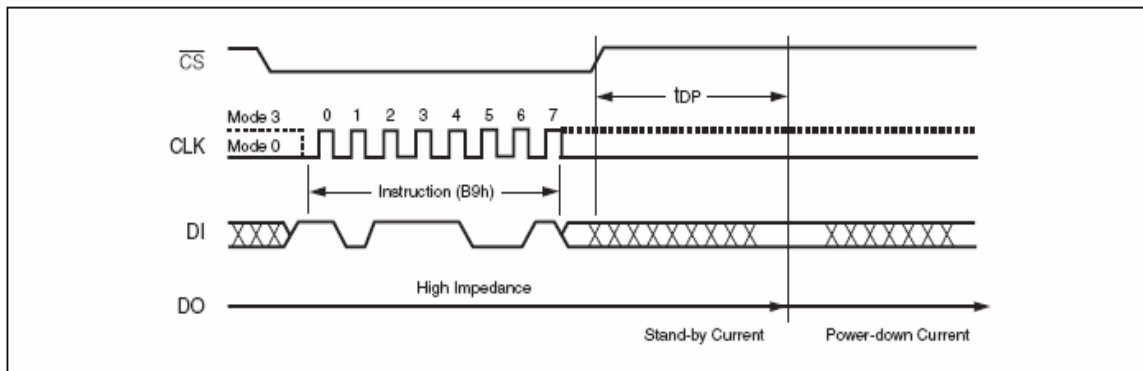 CS
tDP
Mode 3
0 1 2 3 4 5 6 7
CLK
Mode 0
Instruction (B9h)
DI
High Impedance
DO
Stand-by Current
Power-down Current